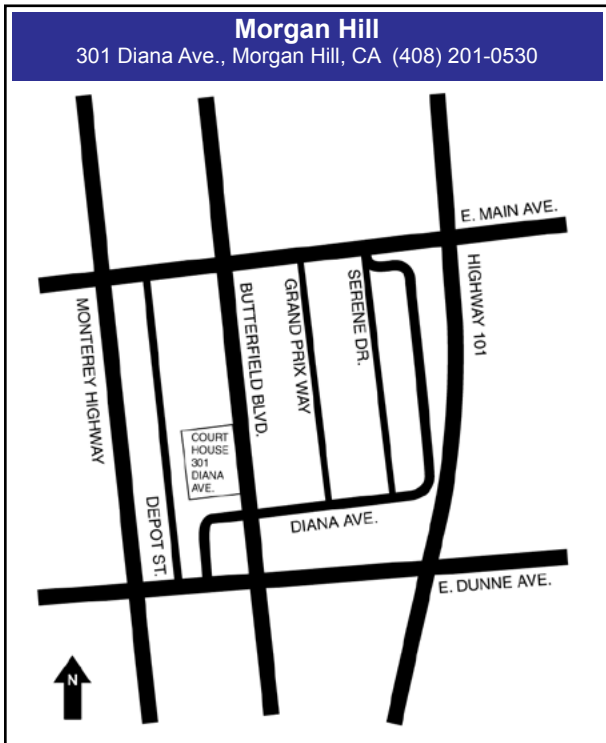 Morgan Hill
301 Diana Ave., Morgan Hill, CA (408) 201-0530
E. MAIN AVE.
MONTEREY HIGHWAY
BUTTERFIELD BLVD.
GRAND PRIX WAY
SERENE DR.
HIGHWAY 101
COURT
HOUSE
301
DIANA
AVE.
DEPOT ST.
DIANA AVE.
E. DUNNE AVE.
N